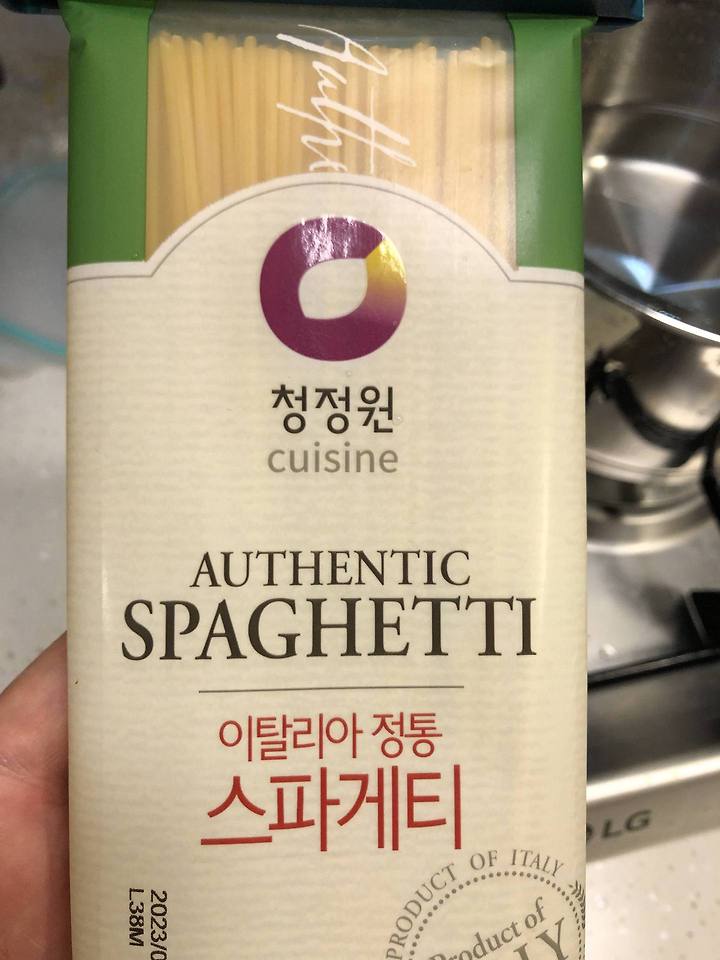 청정원
cuisine
AUTHENTIC
SPAGHETTI
이탈리아 정통
스파게티
PRODUCT OF ITALY
Product of
L38M
LG